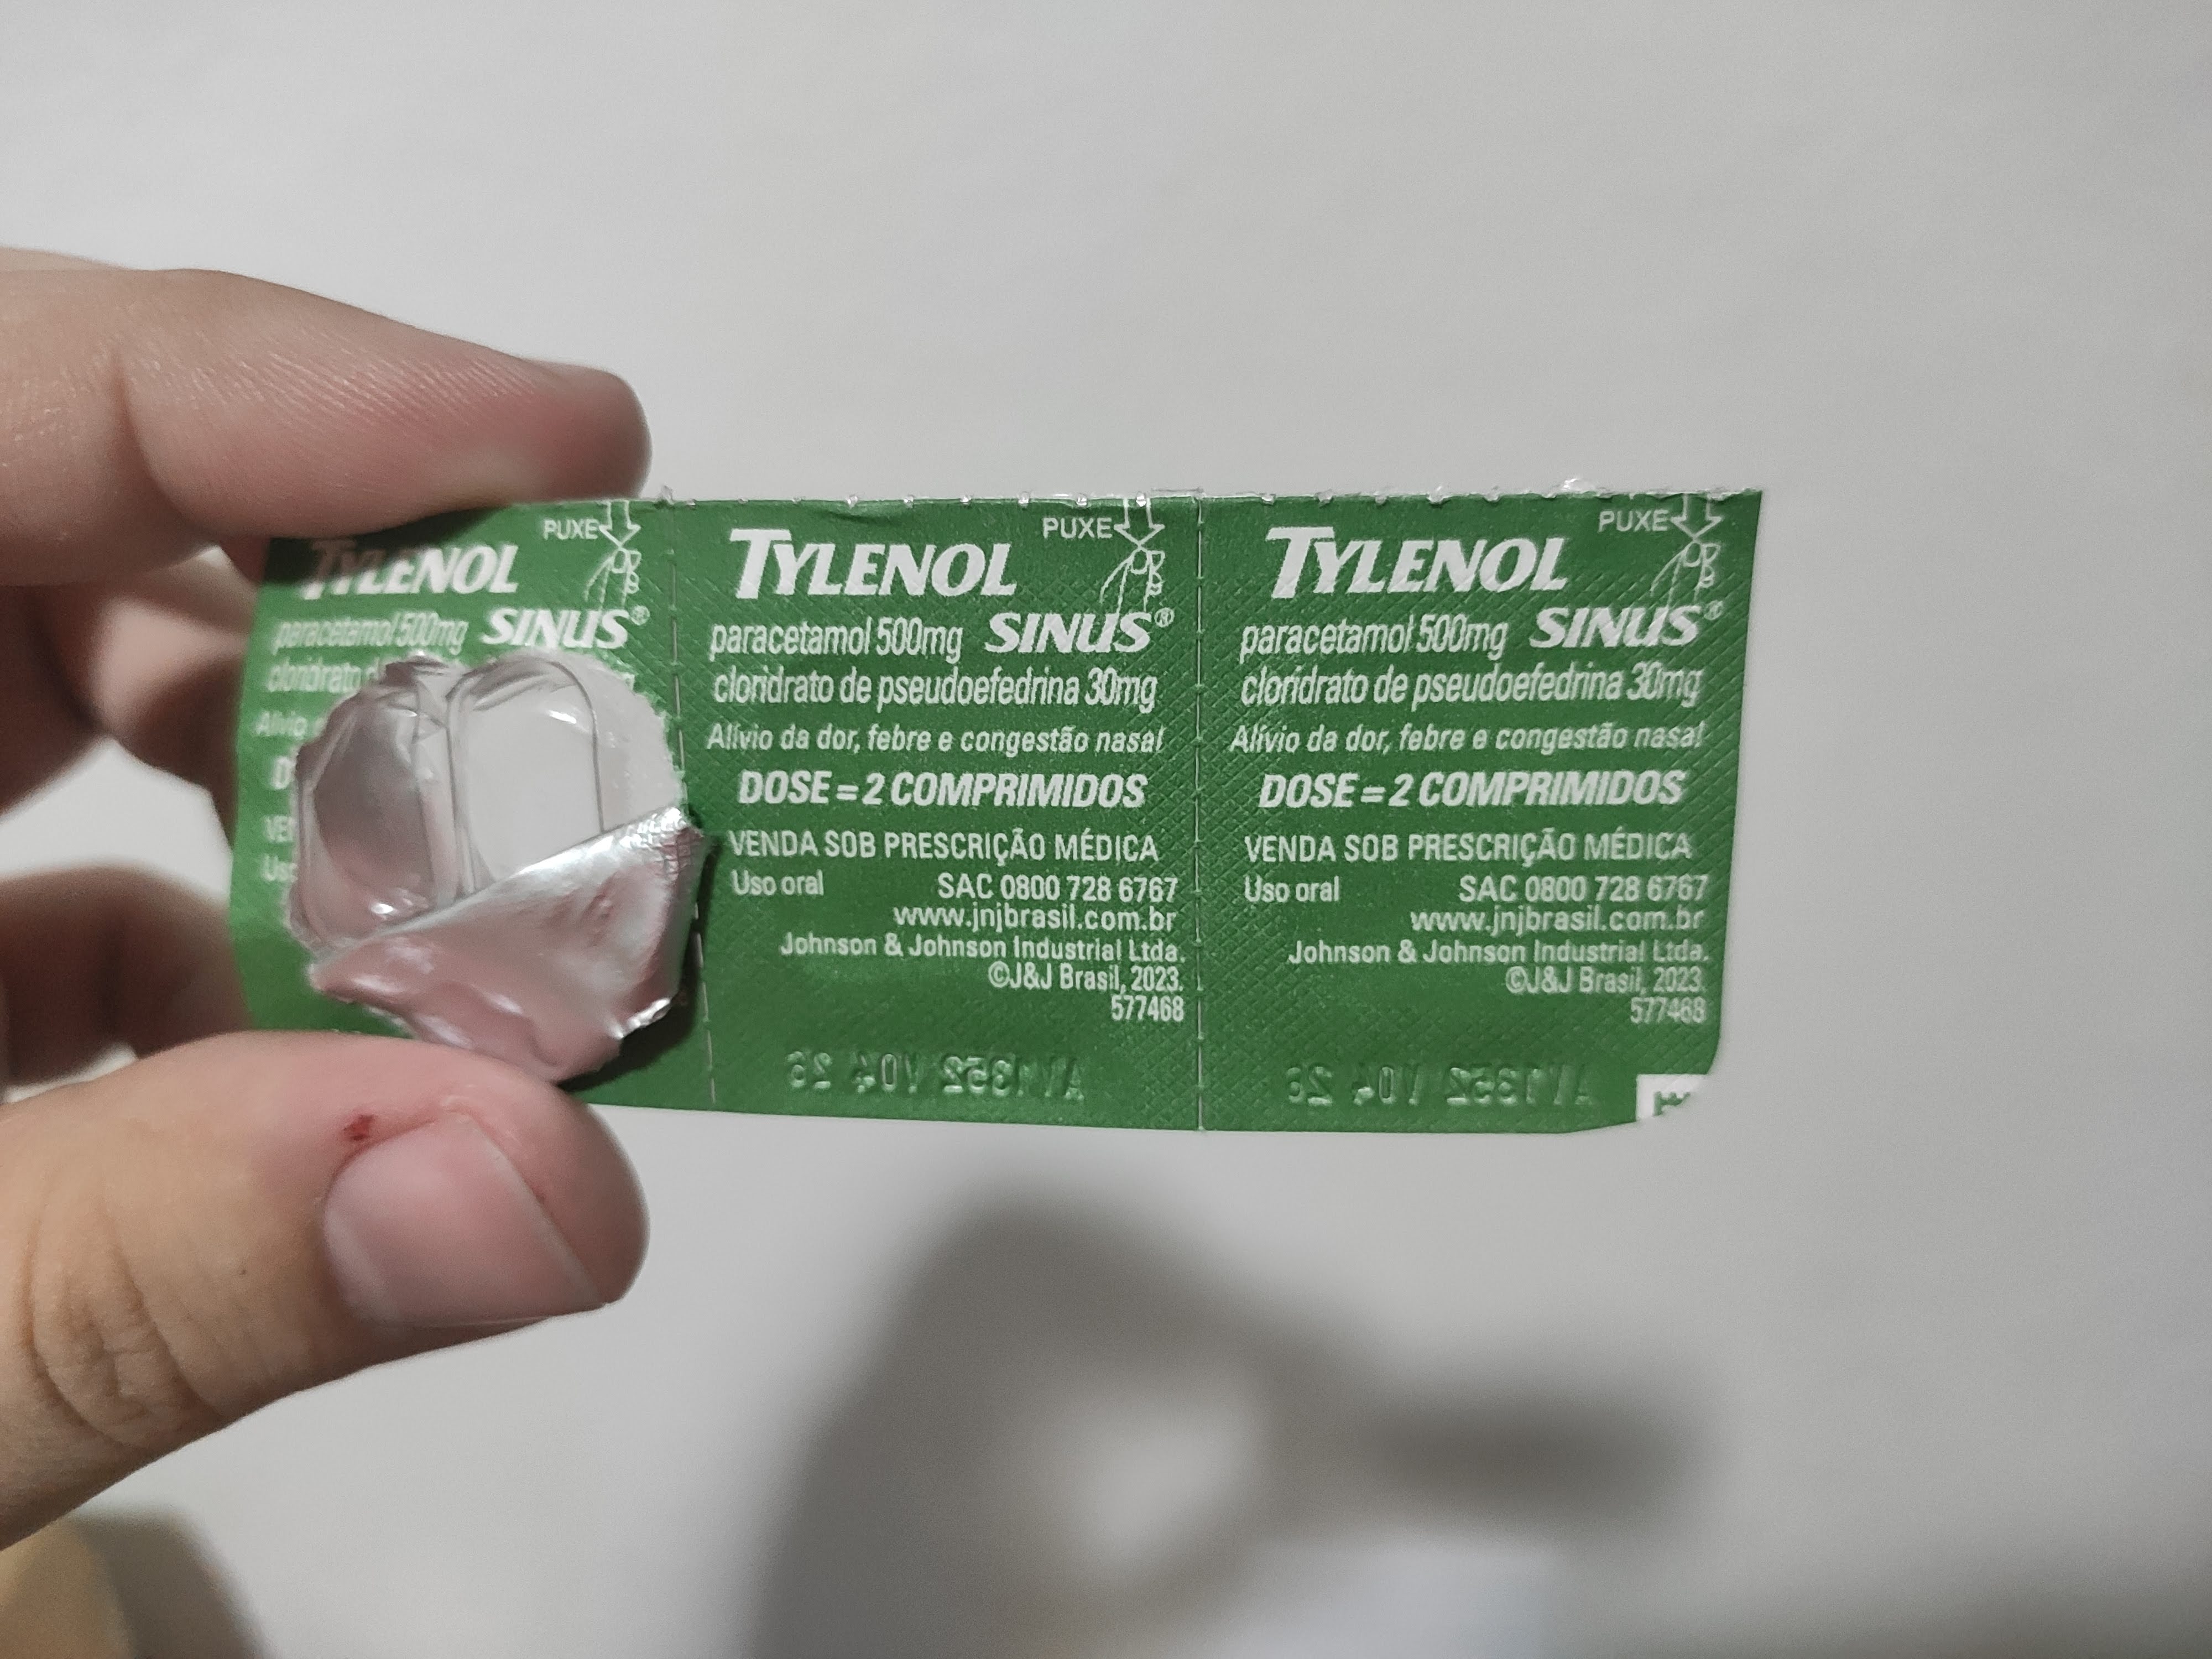 PUXE
TYLENOL
paracetamol 500mg SINUS®
cloridrato d
Alívio
D
VE
Us
PUXE
TYLENOL
paracetamol 500mg SINUS®
cloridrato de pseudoefedrina 30mg
Alívio da dor, febre e congestão nasal
DOSE = 2 COMPRIMIDOS
VENDA SOB PRESCRIÇÃO MÉDICA
Uso oral SAC 0800 728 6767
www.jnjbrasil.com.br
Johnson & Johnson Industrial Ltda.
©J&J Brasil, 2023.
577468
PUXE
TYLENOL
paracetamol 500mg SINUS®
cloridrato de pseudoefedrina 30mg
Alívio da dor, febre e congestão nasal
DOSE = 2 COMPRIMIDOS
VENDA SOB PRESCRIÇÃO MÉDICA
Uso oral SAC 0800 728 6767
www.jnjbrasil.com.br
Johnson & Johnson Industrial Ltda.
©J&J Brasil, 2023.
577468